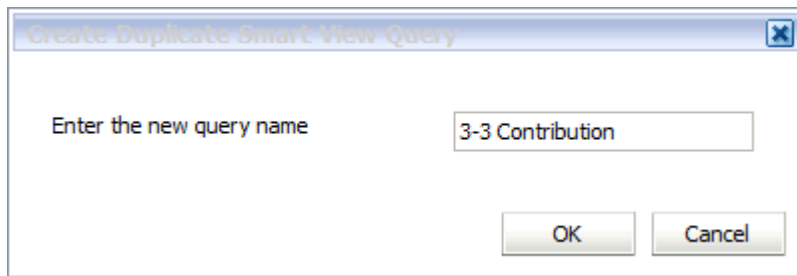 Create Duplicate Smart View Query
Enter the new query name
3-3 Contribution
OK
Cancel